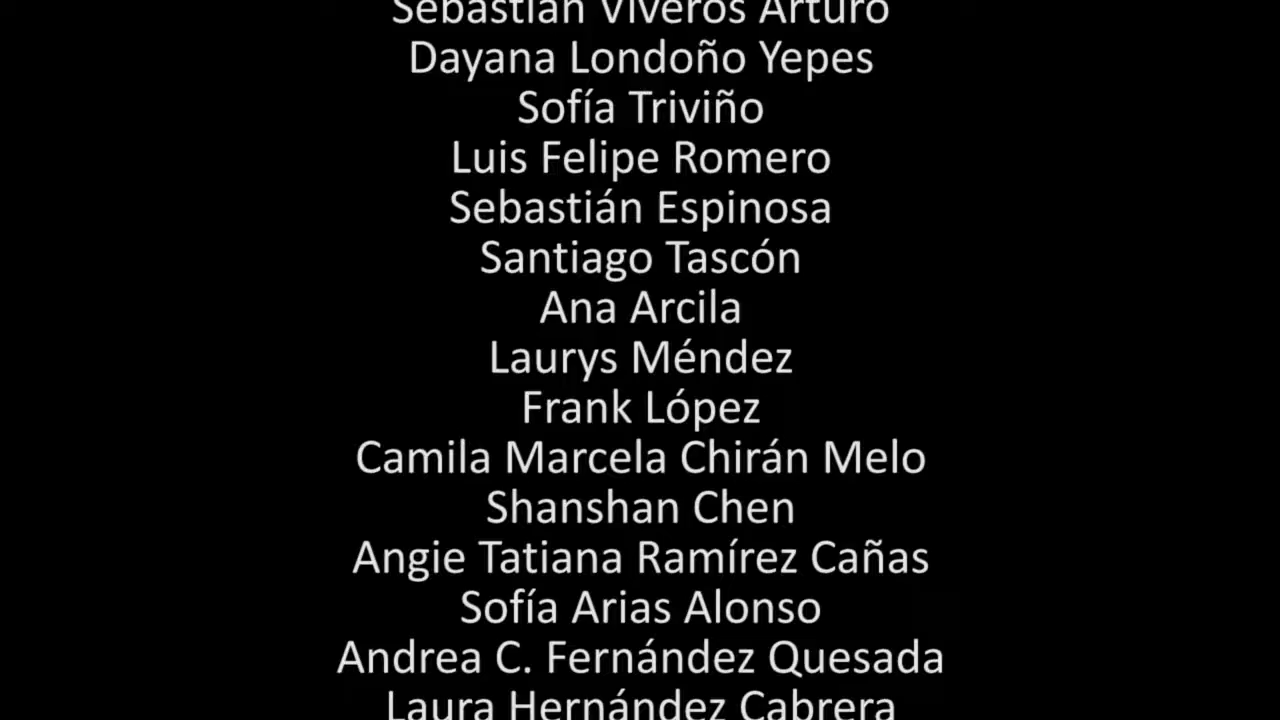 Sebastián Viveros Arturo
Dayana Londoño Yepes
Sofía Triviño
Luis Felipe Romero
Sebastián Espinosa
Santiago Tascón
Ana Arcila
Laurys Méndez
Frank López
Camila Marcela Chirán Melo
Shanshan Chen
Angie Tatiana Ramírez Cañas
Sofía Arias Alonso
Andrea C. Fernández Quesada
Laura Hernández Cabrera